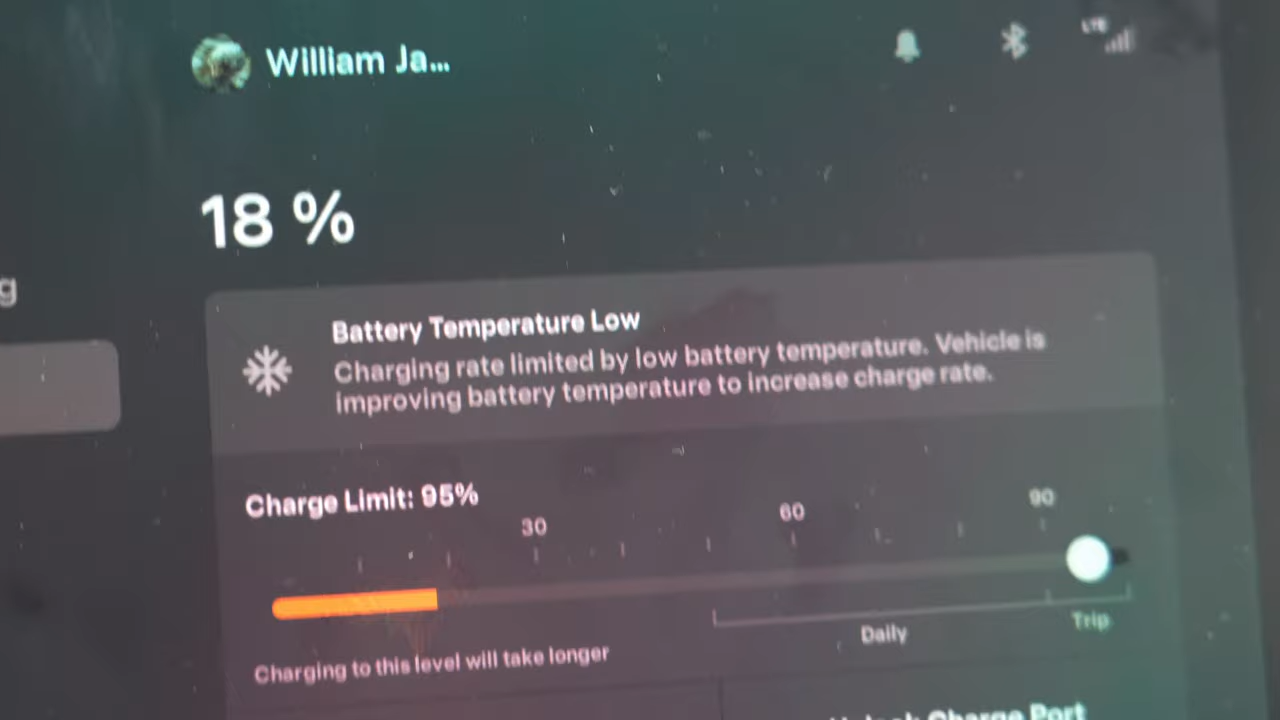 William Ja...
LTE
18 %
g
Battery Temperature Low
Charging rate limited by low battery temperature. Vehicle is
improving battery temperature to increase charge rate.
Charge Limit: 95%
30
60
90
Daily
Trip
Charging to this level will take longer
Charge Port